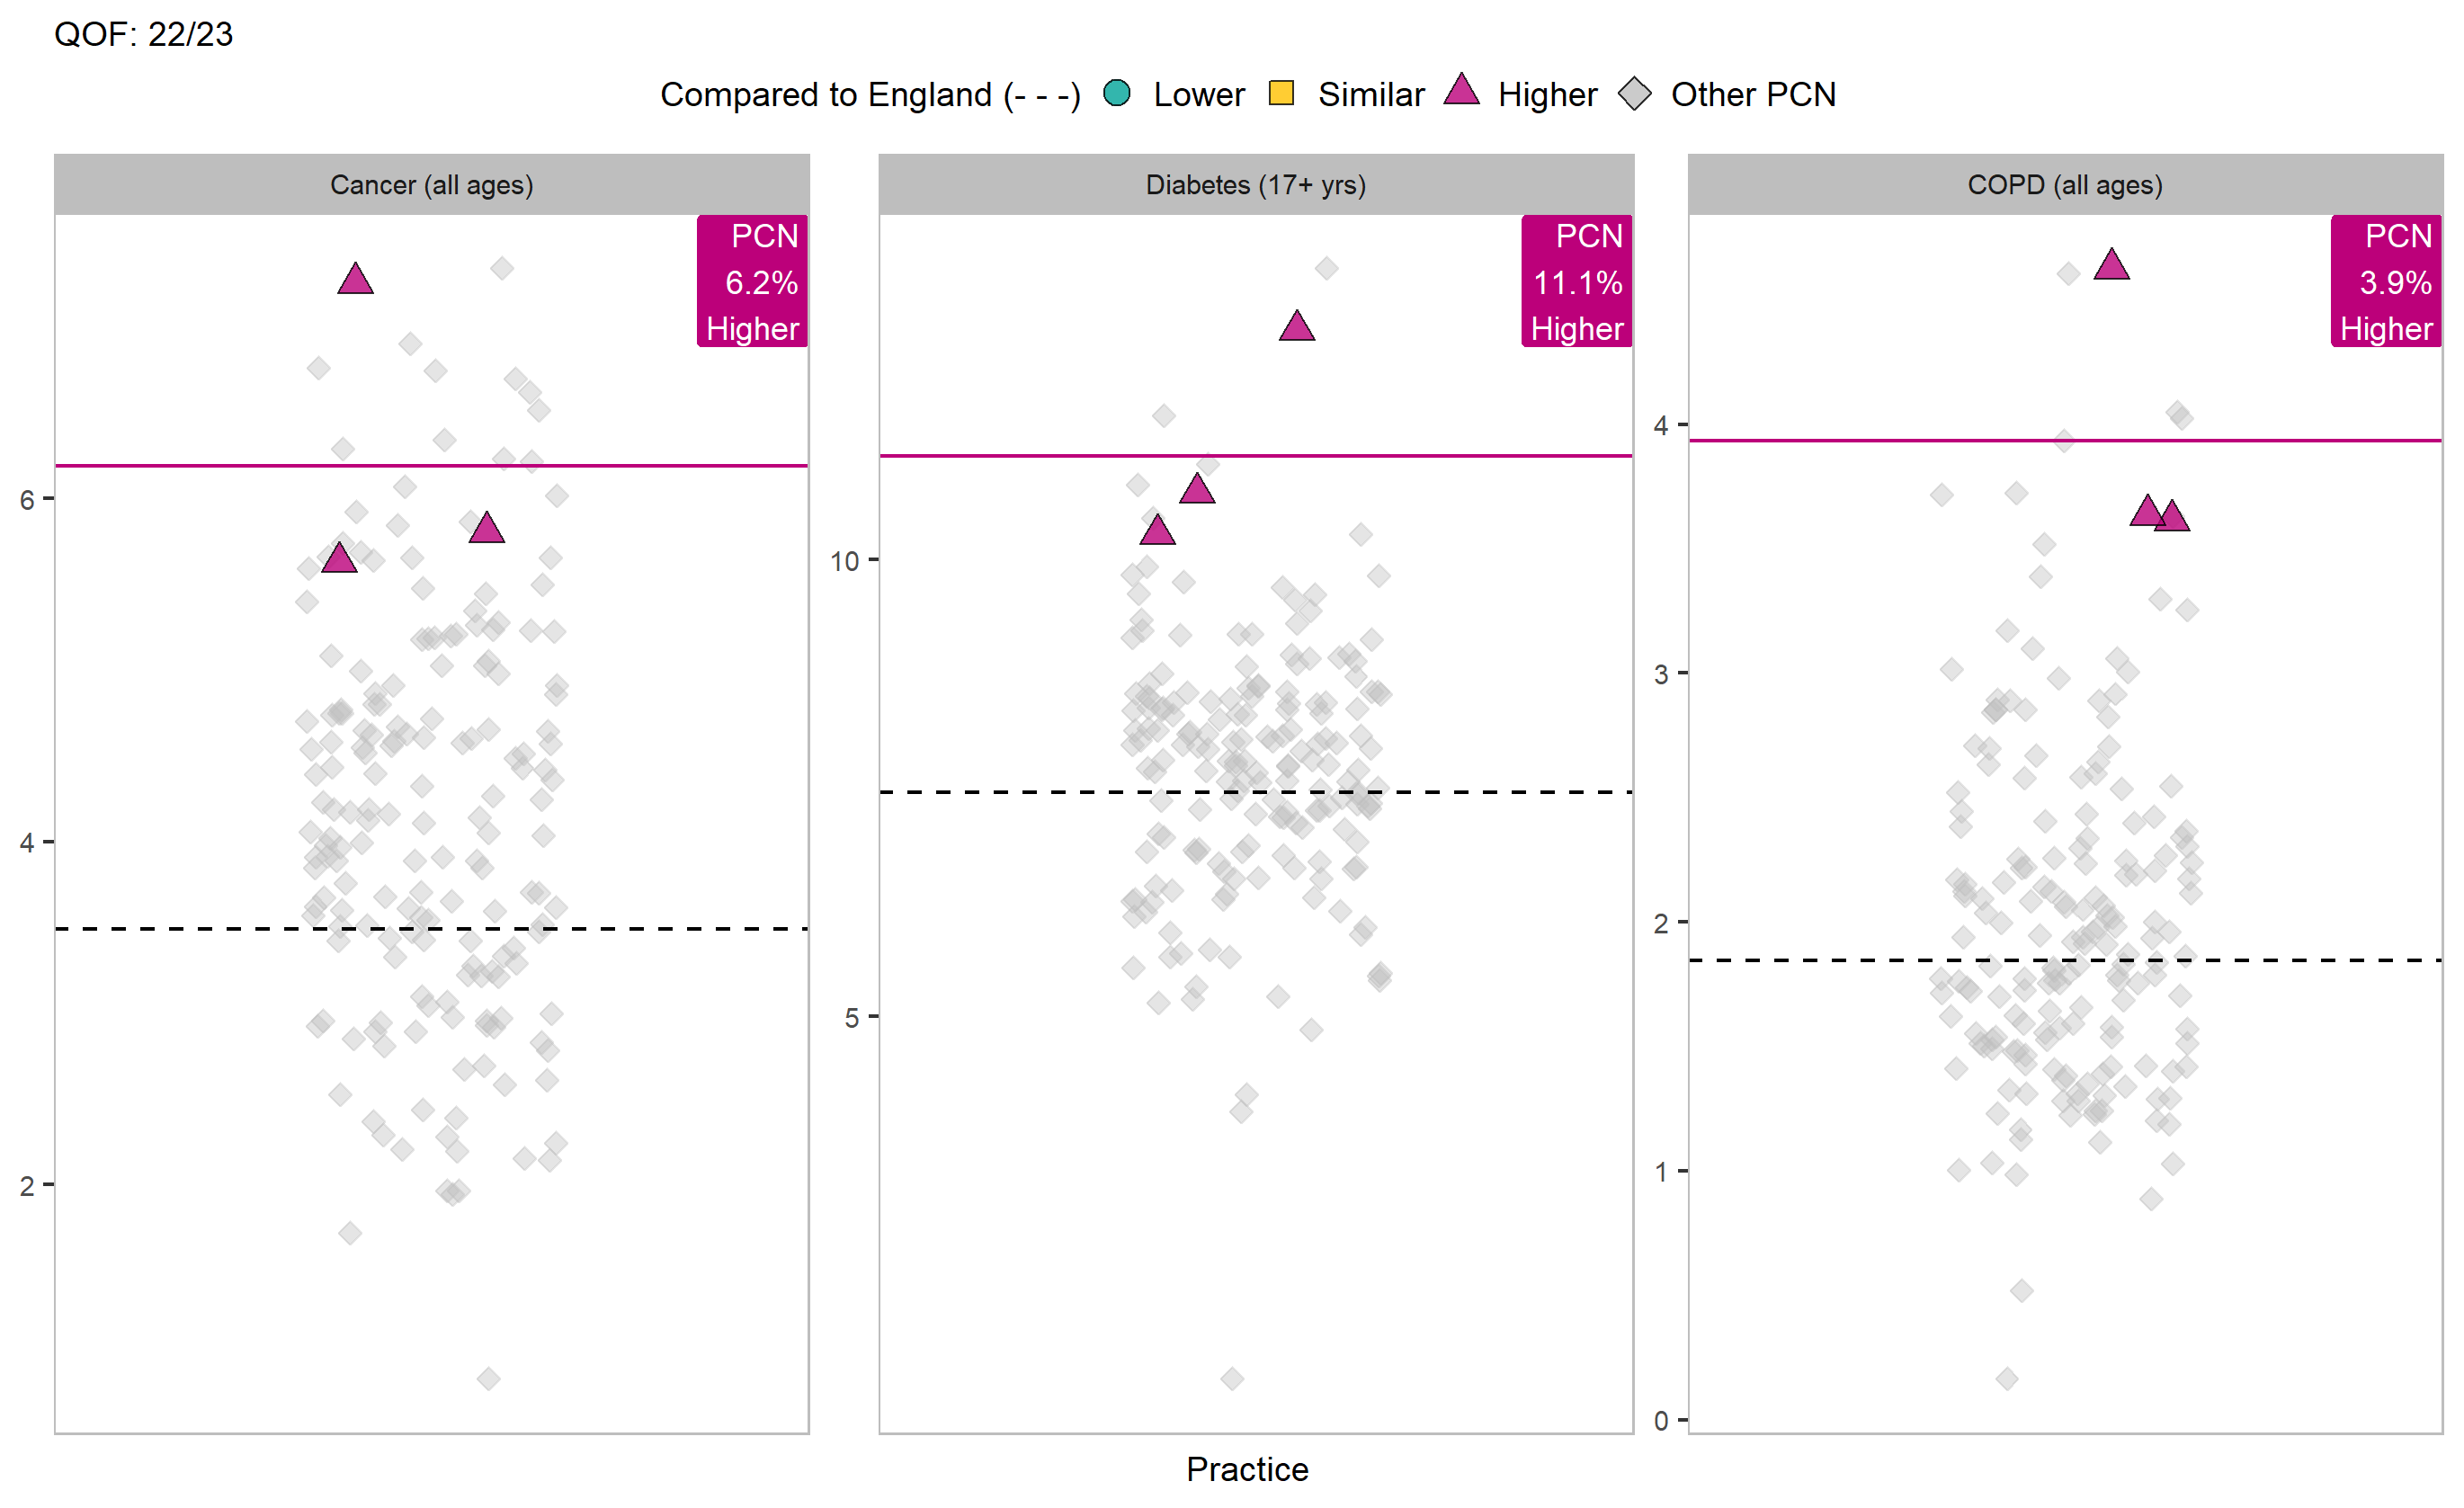 QOF: 22/23
Compared to England (- - -) Lower Similar Higher Other PCN
Cancer (all ages)
PCN
6.2%
Higher
6
4
2
Diabetes (17+ yrs)
PCN
11.1%
Higher
10
5
COPD (all ages)
PCN
3.9%
Higher
4
3
2
1
0
Practice